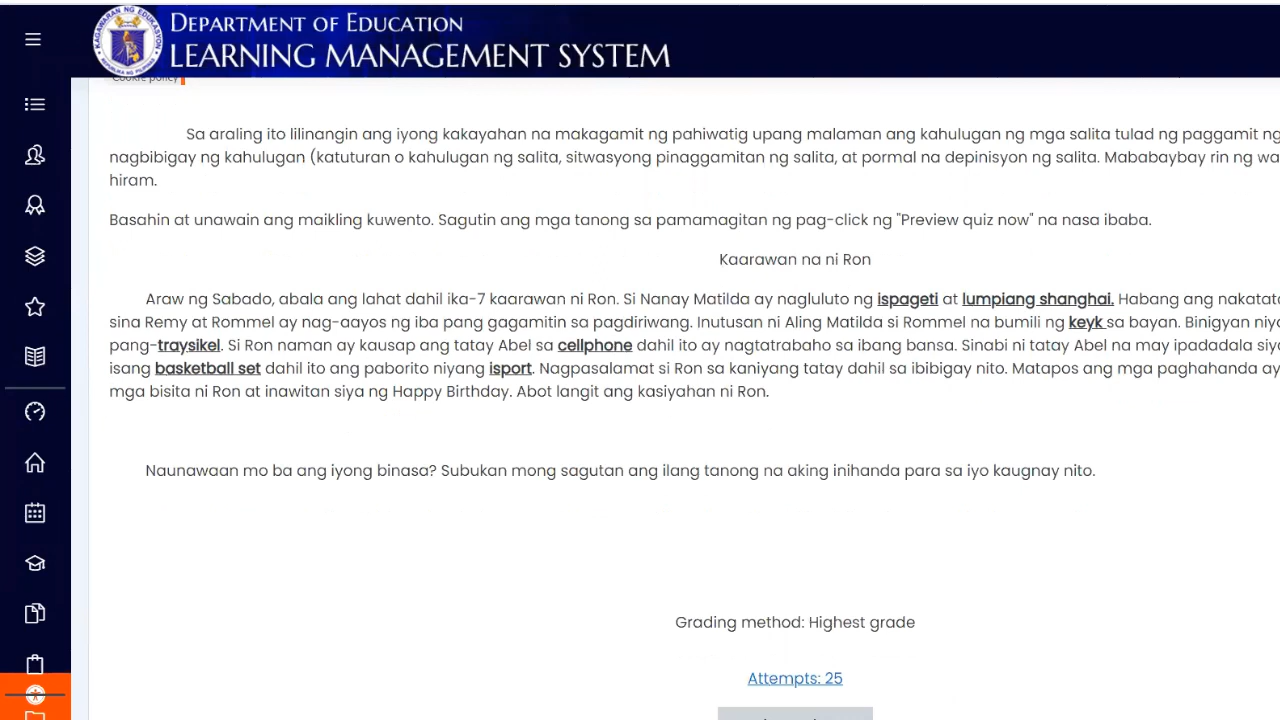 DEPARTMENT OF EDUCATION
LEARNING MANAGEMENT SYSTEM
KAGAWARAN NG EDUKASYON
REPUBLIKA NG PILIPINAS
Cookie policy
Sa araling ito lilinangin ang iyong kakayahan na makagamit ng pahiwatig upang malaman ang kahulugan ng mga salita tulad ng paggamit ng
nagbibigay ng kahulugan (katuturan o kahulugan ng salita, sitwasyong pinaggamitan ng salita, at pormal na depinisyon ng salita. Mababaybay rin ng wa
hiram.
Basahin at unawain ang maikling kuwento. Sagutin ang mga tanong sa pamamagitan ng pag-click ng "Preview quiz now" na nasa ibaba.
Kaarawan na ni Ron
Araw ng Sabado, abala ang lahat dahil ika-7 kaarawan ni Ron. Si Nanay Matilda ay nagluluto ng ispageti at lumpiang shanghai. Habang ang nakatata
sina Remy at Rommel ay nag-aayos ng iba pang gagamitin sa pagdiriwang. Inutusan ni Aling Matilda si Rommel na bumili ng keyk sa bayan. Binigyan niya
pang-traysikel. Si Ron naman ay kausap ang tatay Abel sa cellphone dahil ito ay nagtatrabaho sa ibang bansa. Sinabi ni tatay Abel na may ipadadala siya
isang basketball set dahil ito ang paborito niyang isport. Nagpasalamat si Ron sa kaniyang tatay dahil sa ibibigay nito. Matapos ang mga paghahanda ay
mga bisita ni Ron at inawitan siya ng Happy Birthday. Abot langit ang kasiyahan ni Ron.
Naunawaan mo ba ang iyong binasa? Subukan mong sagutan ang ilang tanong na aking inihanda para sa iyo kaugnay nito.
Grading method: Highest grade
Attempts: 25